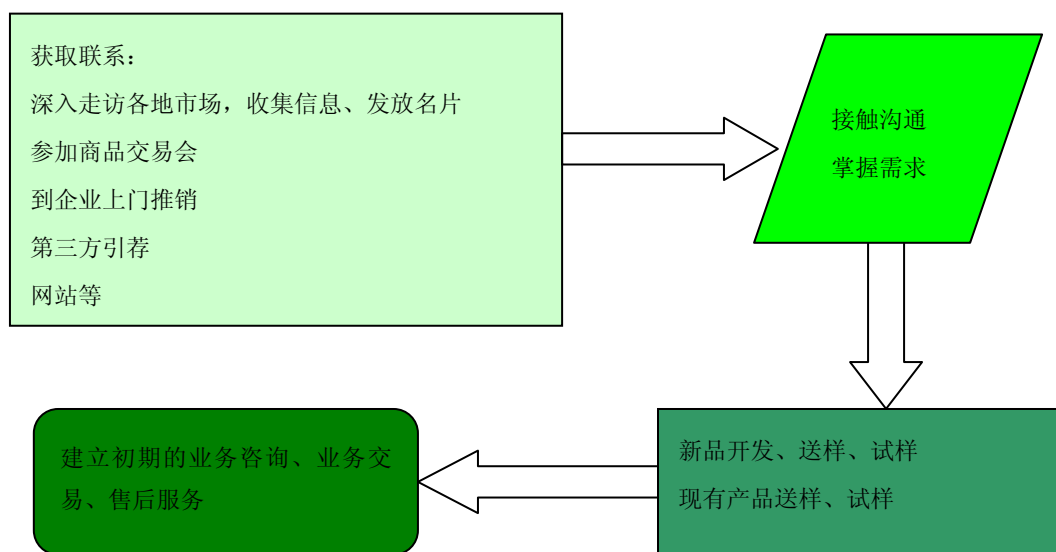 获取联系：
深入走访各地市场，收集信息、发放名片
参加商品交易会
到企业上门推销
第三方引荐
网站等
接触沟通
掌握需求
新品开发、送样、试样
现有产品送样、试样
建立初期的业务咨询、业务交
易、售后服务